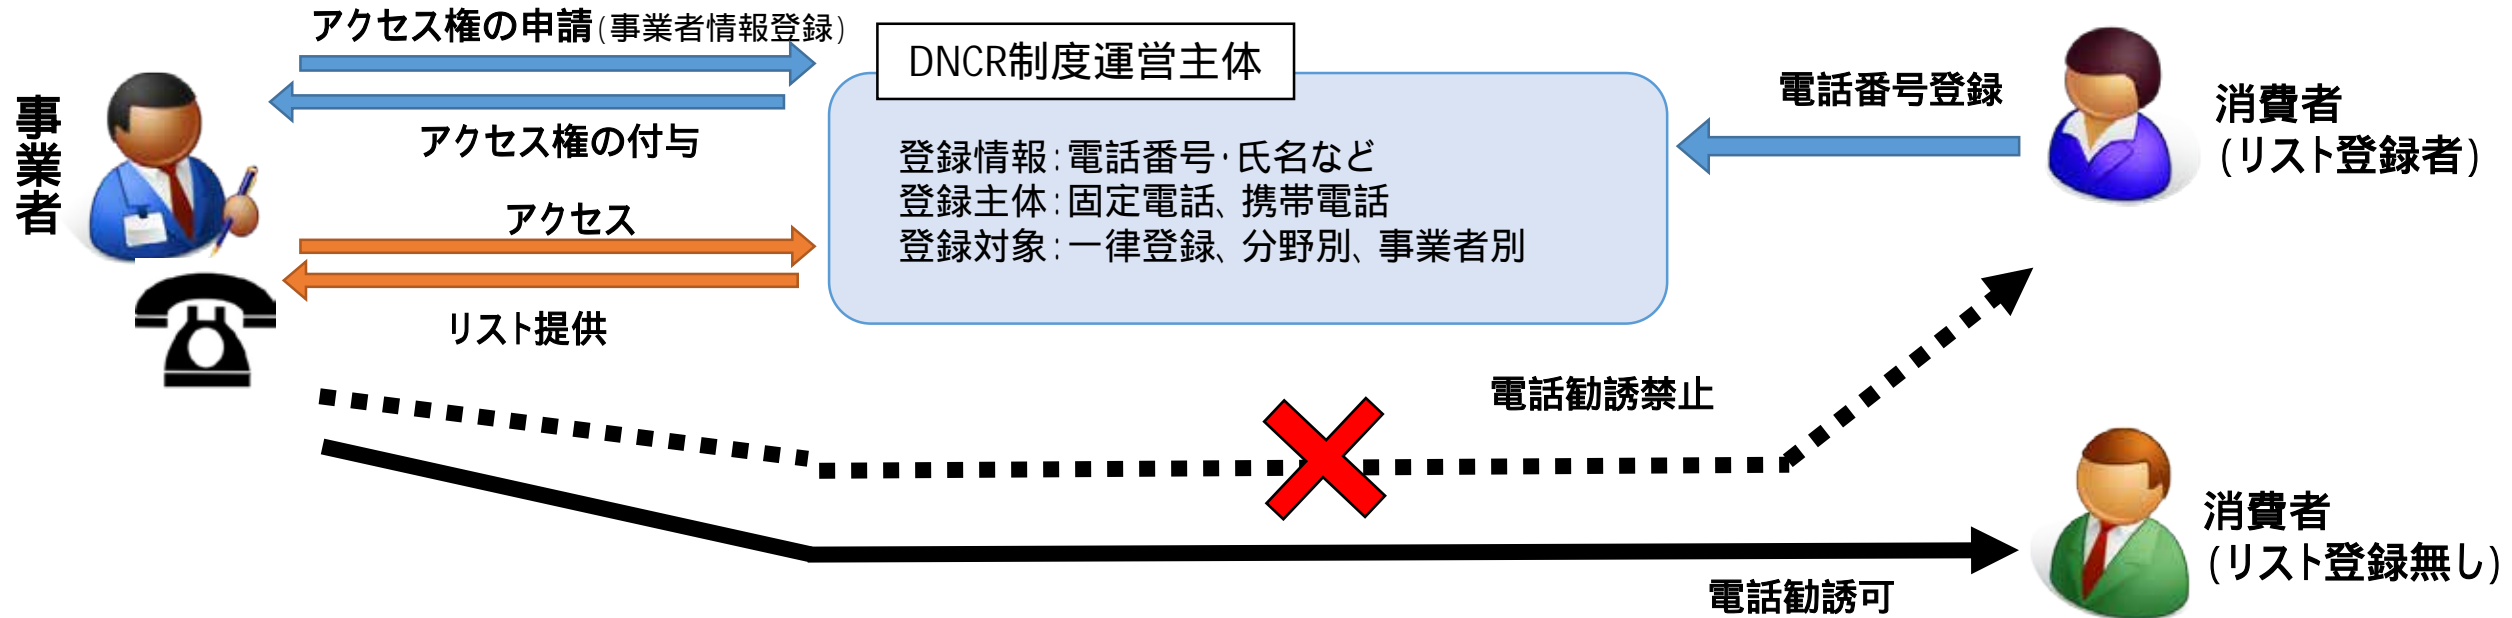 アクセス権の申請(事業者情報登録)
アクセス権の付与
事業者
アクセス
リスト提供
DNCR制度運営主体
登録情報:電話番号・氏名など
登録主体:固定電話、携帯電話
登録対象:一律登録、分野別、事業者別
電話番号登録
消費者
(リスト登録者)
電話勧誘禁止
消費者
(リスト登録無し)
電話勧誘可